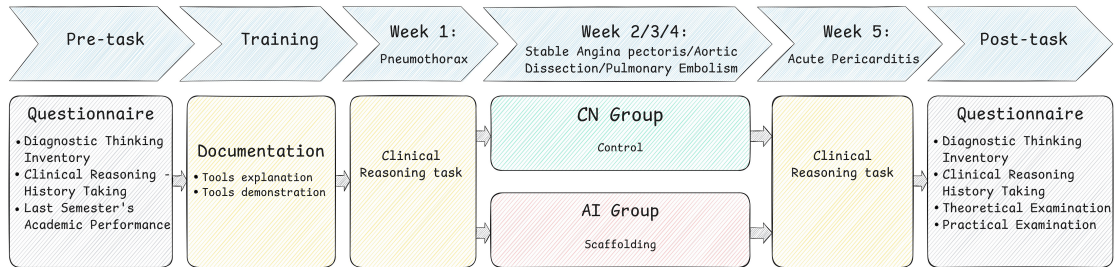 Pre-task
Training
Week 1:
Pneumothorax
Week 2/3/4:
Stable Angina pectoris/Aortic
Dissection/Pulmonary Embolism
Week 5:
Acute Pericarditis
Post-task
Questionnaire
• Diagnostic Thinking
Inventory
• Clinical Reasoning -
History Taking
• Last Semester's
Academic Performance
Documentation
• Tools explanation
• Tools demonstration
Clinical
Reasoning task
CN Group
Control
AI Group
Scaffolding
Clinical
Reasoning task
Questionnaire
• Diagnostic Thinking
Inventory
• Clinical Reasoning
History Taking
• Theoretical Examination
• Practical Examination